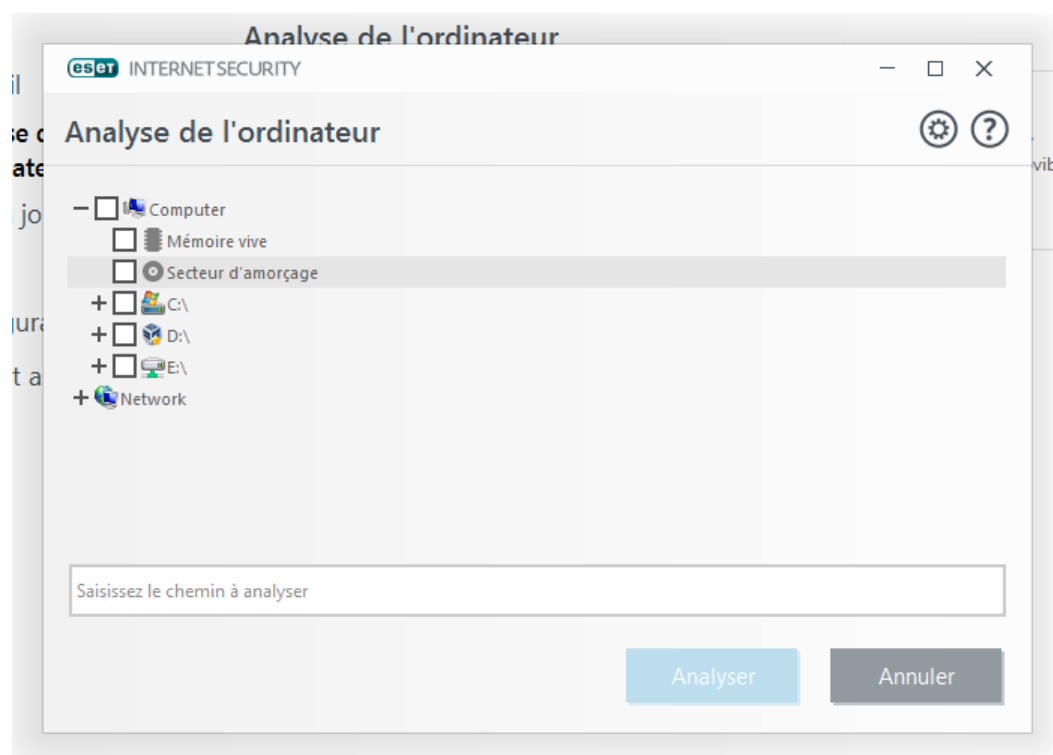 Analyse de l'ordinateur
eset INTERNET SECURITY
Analyse de l'ordinateur
Computer
Mémoire vive
Secteur d'amorçage
C:\
D:\
E:\
Network
Saisissez le chemin à analyser
Analyser
Annuler